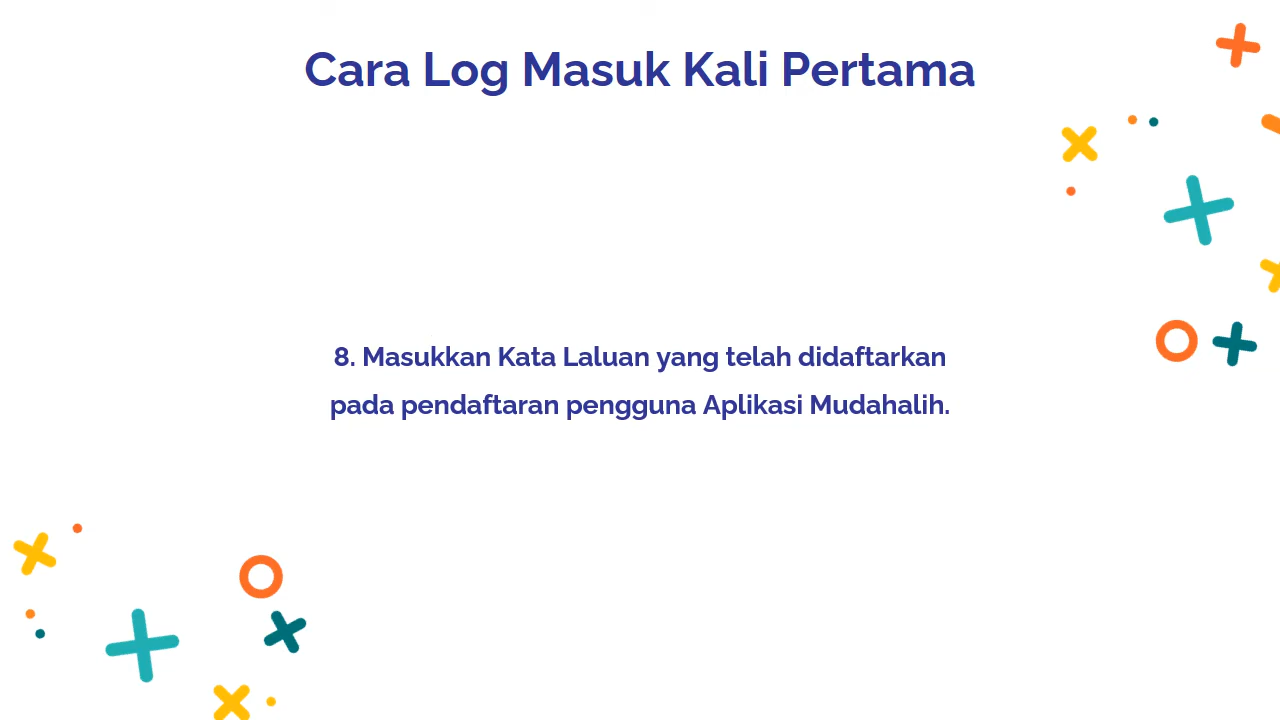 Cara Log Masuk Kali Pertama
8. Masukkan Kata Laluan yang telah didaftarkan
pada pendaftaran pengguna Aplikasi Mudahalih.